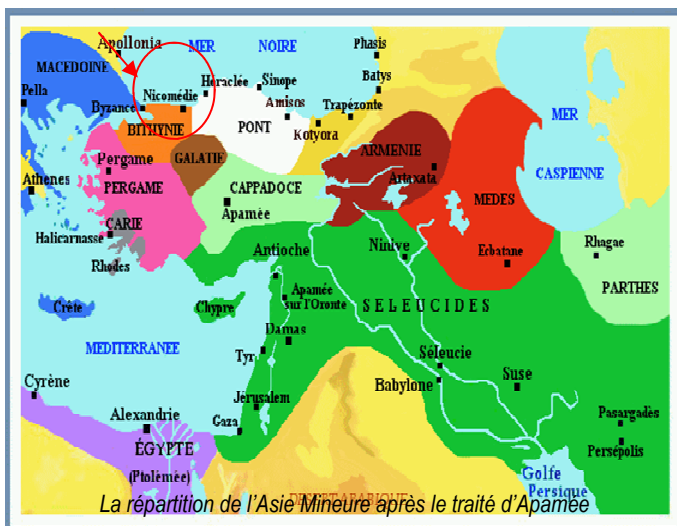 Apollonia
MER NOIRE
Phasis
MACEDOINE
Pella
Nicomédie
Héraclée
Sinope
Batys
Byzance
Amisos
Trapézonte
MER
CASPIENNE
BITHYNIE
PONT
Kotyora
Pergame
GALATIE
ARMENIE
Artaxata
Athenes
PERGAME
CAPPADOCE
MEDES
Apamée
CARIE
Halicarnasse
Rhodes
Antioche
Ninive
Ecbatane
Rhagae
PARTHES
Crète
Chypre
Apamée
sur l'Oronte
SELEUCIDES
MEDITERRANEE
Damas
Tyr
Séleucie
Cyrène
Babylone
Suse
Jérusalem
Alexandrie
Gaza
Pasargadès
ÉGYPTE
Persépolis
(Ptolémée)
Golfe
Persique
DESERT ARABIQUE
La répartition de l'Asie Mineure après le traité d'Apamée